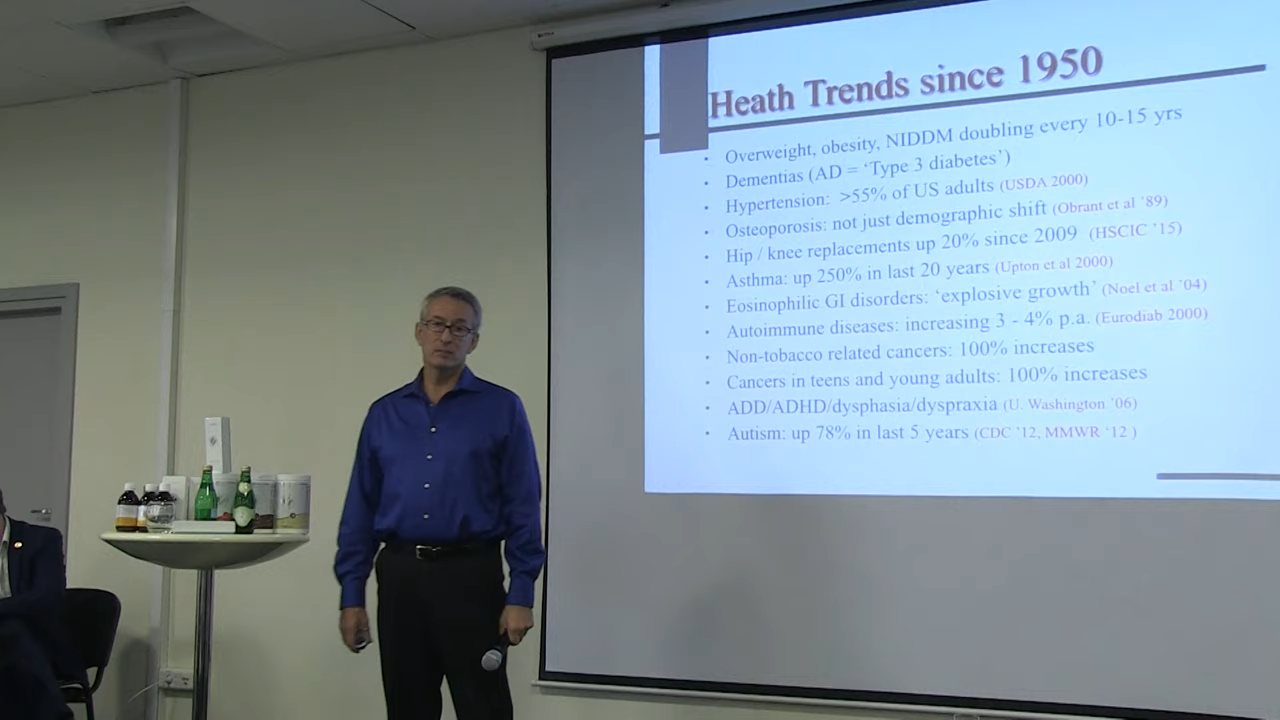 Heath Trends since 1950
· Overweight, obesity, NIDDM doubling every 10-15 yrs
· Dementias (AD = ‘Type 3 diabetes’)
· Hypertension: >55% of US adults (USDA 2000)
· Osteoporosis: not just demographic shift (Obrant et al ’89)
· Hip / knee replacements up 20% since 2009 (HSCIC ’15)
· Asthma: up 250% in last 20 years (Upton et al 2000)
· Eosinophilic GI disorders: ‘explosive growth’ (Noel et al ’04)
· Autoimmune diseases: increasing 3 - 4% p.a. (Eurodiab 2000)
· Non-tobacco related cancers: 100% increases
· Cancers in teens and young adults: 100% increases
· ADD/ADHD/dysphasia/dyspraxia (U. Washington ’06)
· Autism: up 78% in last 5 years (CDC ’12, MMWR ’12 )